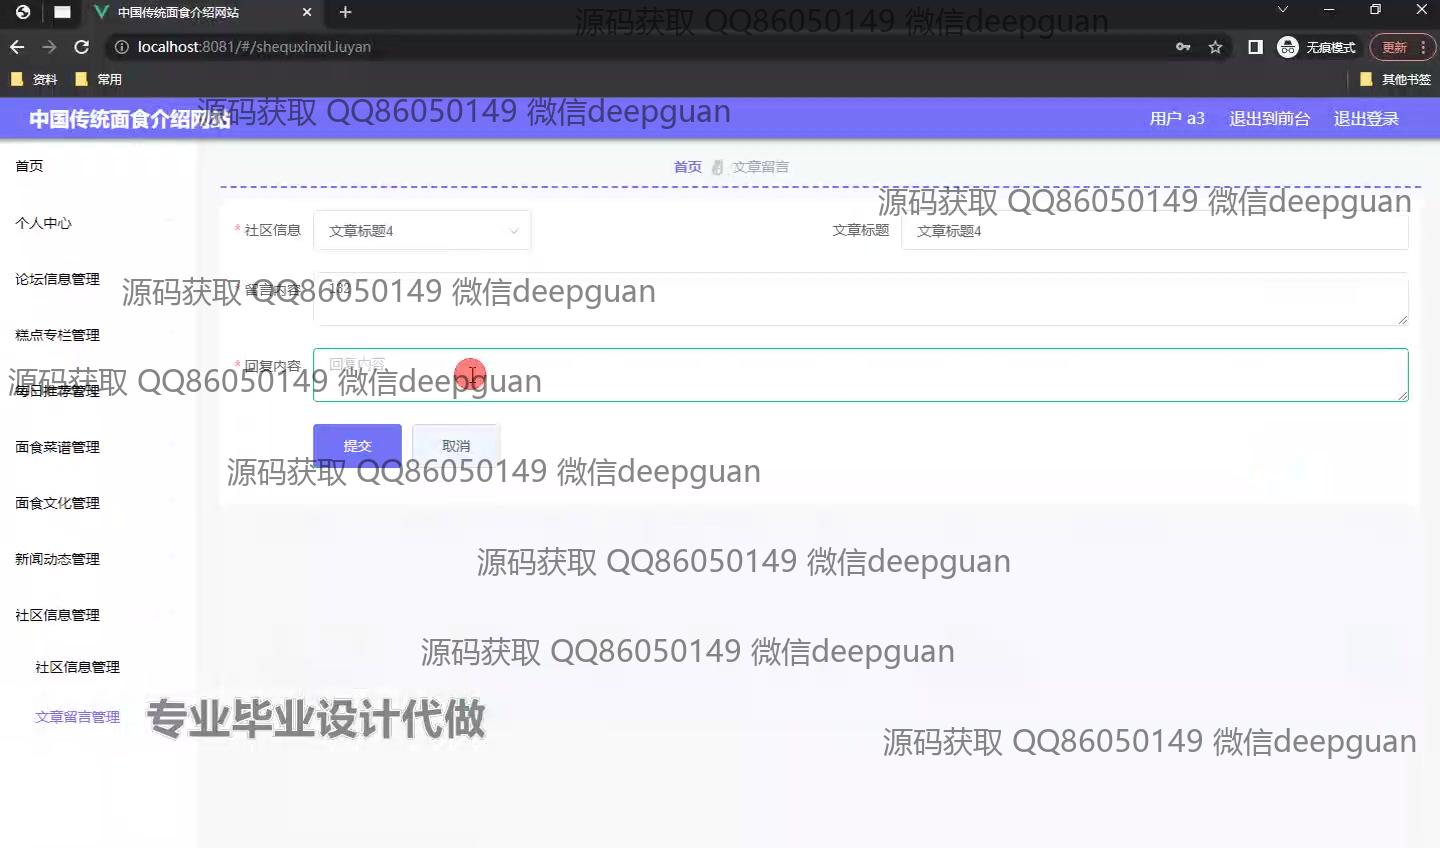 中国传统面食介绍网站
源码获取 QQ86050149 微信deepguan
localhost:8081/#/shequxinxiLiuyan
无痕模式
更新
资料
常用
其他书签
中国传统面食介绍网站
源码获取 QQ86050149 微信deepguan
用户 a3
退出到前台
退出登录
首页
首页
文章留言
源码获取 QQ86050149 微信deepguan
个人中心
* 社区信息
文章标题4
文章标题
文章标题4
论坛信息管理
源码获取 QQ86050149 微信deepguan
* 留言内容
132
糕点专栏管理
* 回复内容
回复内容
源码获取 QQ86050149 微信deepguan
每日推荐管理
面食菜谱管理
提交
取消
源码获取 QQ86050149 微信deepguan
面食文化管理
新闻动态管理
源码获取 QQ86050149 微信deepguan
社区信息管理
社区信息管理
源码获取 QQ86050149 微信deepguan
文章留言管理
专业毕业设计代做
源码获取 QQ86050149 微信deepguan